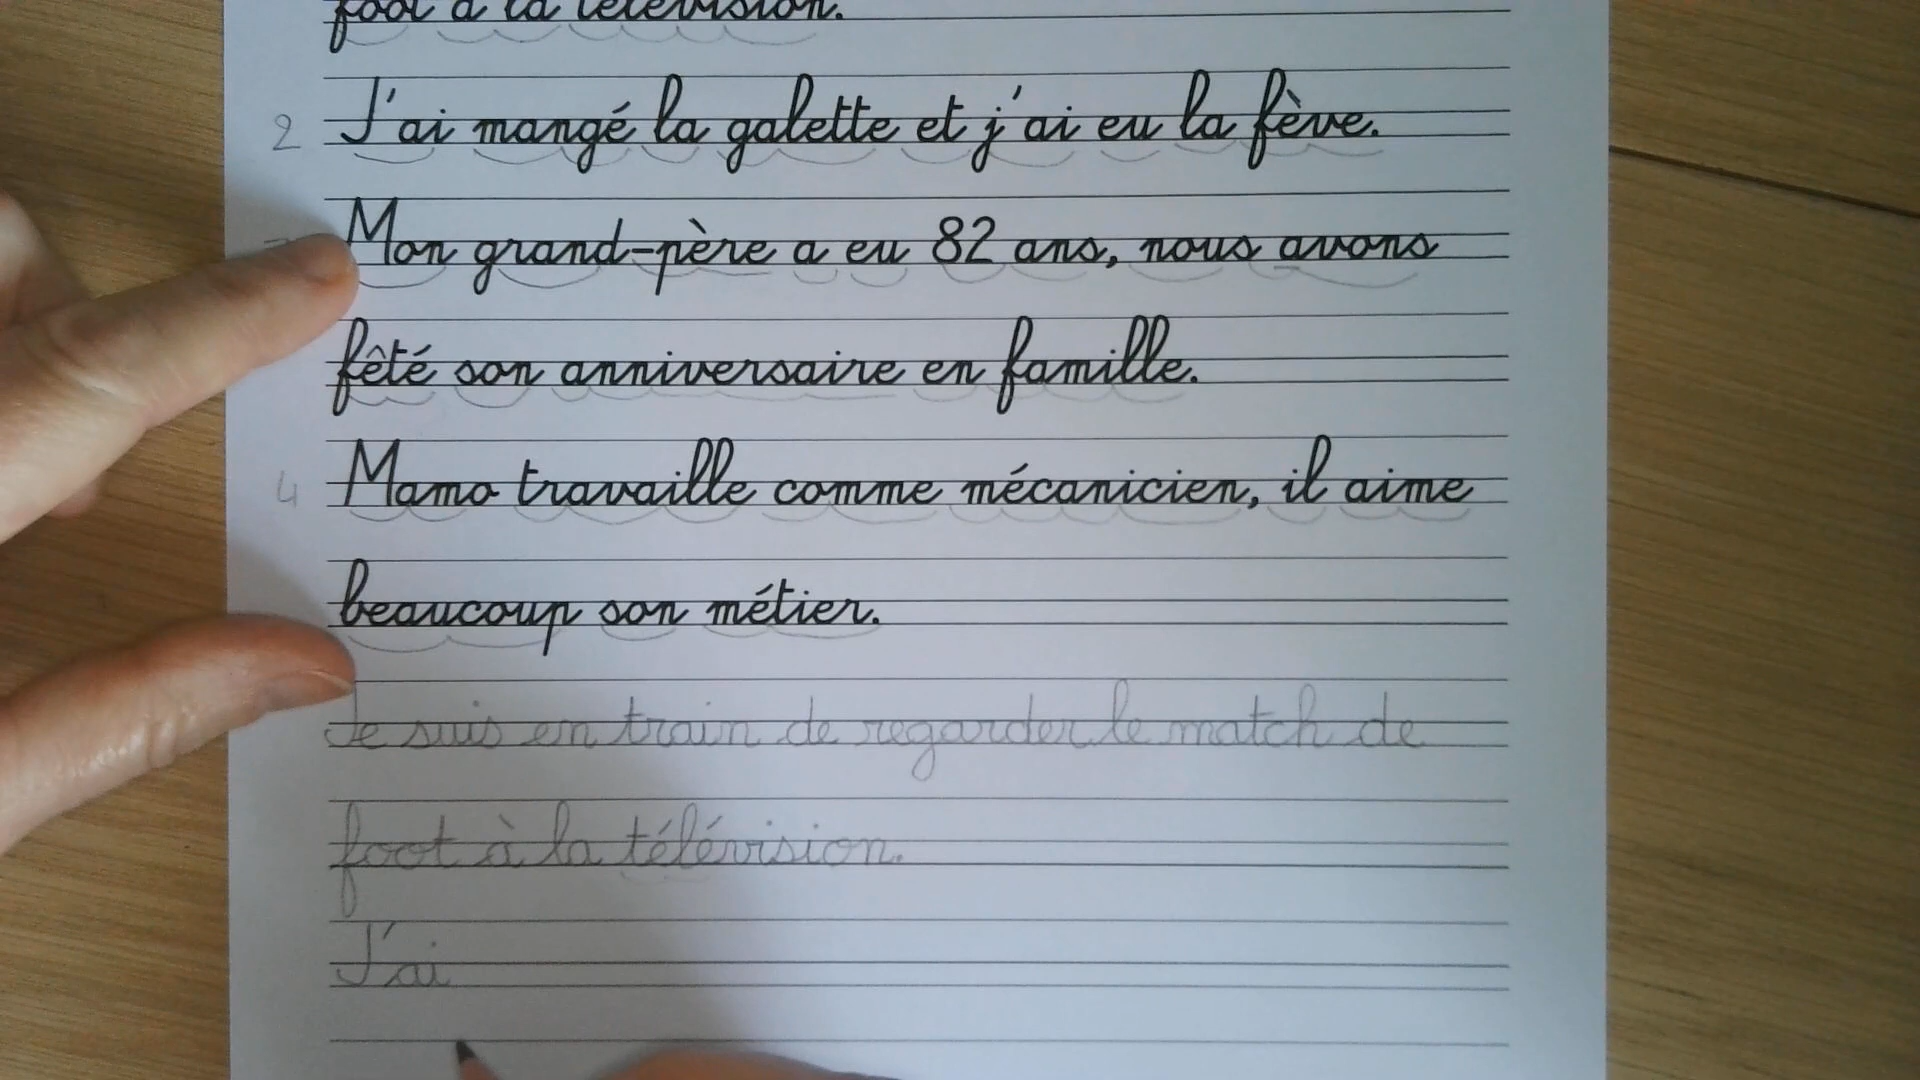 foot à la télévision.
2 J'ai mangé la galette et j'ai eu la fève.
Mon grand-père a eu 82 ans, nous avons
fêté son anniversaire en famille.
4 Mamo travaille comme mécanicien, il aime
beaucoup son métier.
Je suis en train de regarder le match de
foot à la télévision.
J'ai